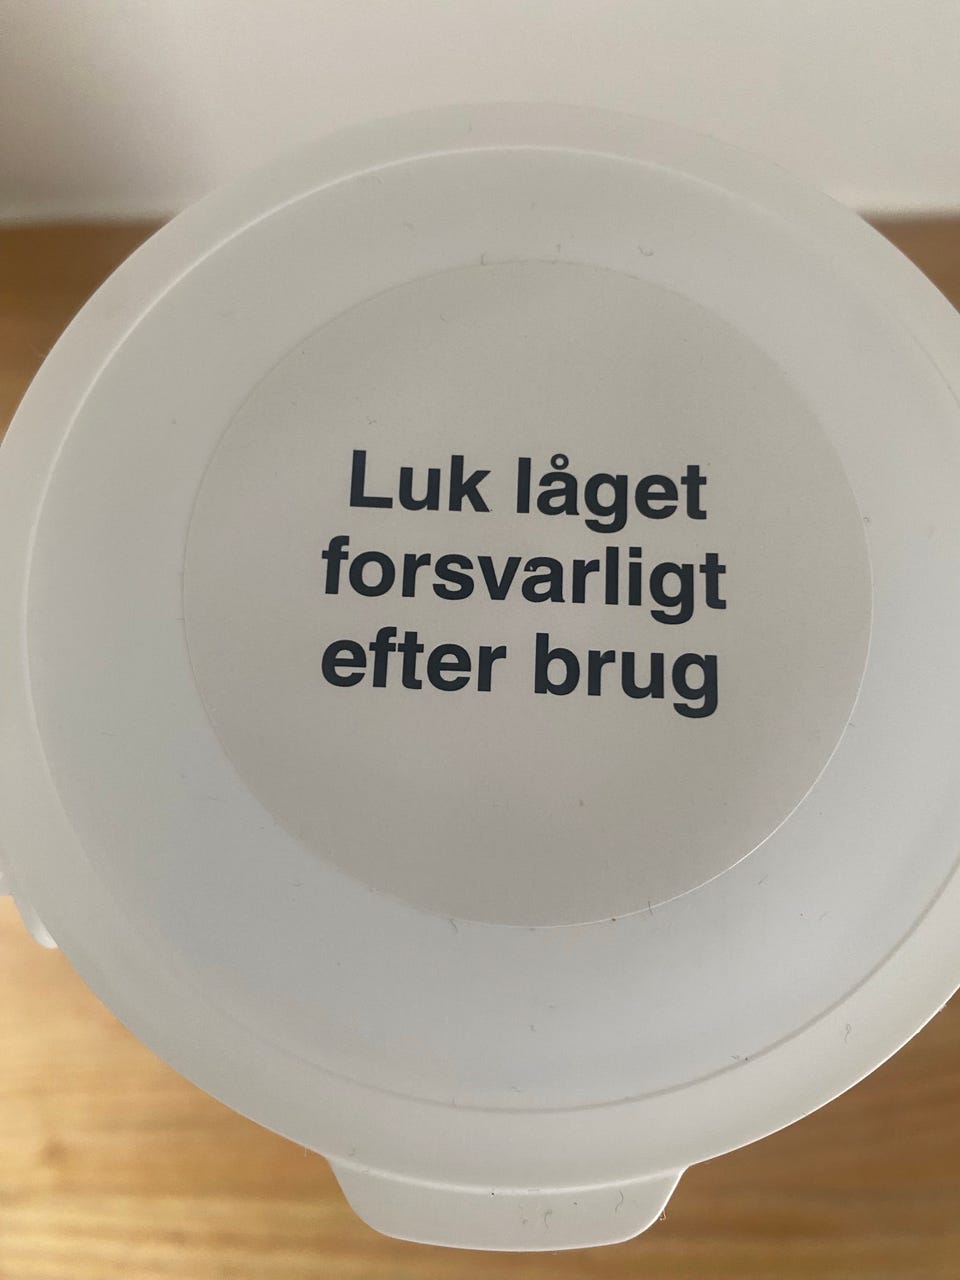 Luk låget
forsvarligt
efter brug